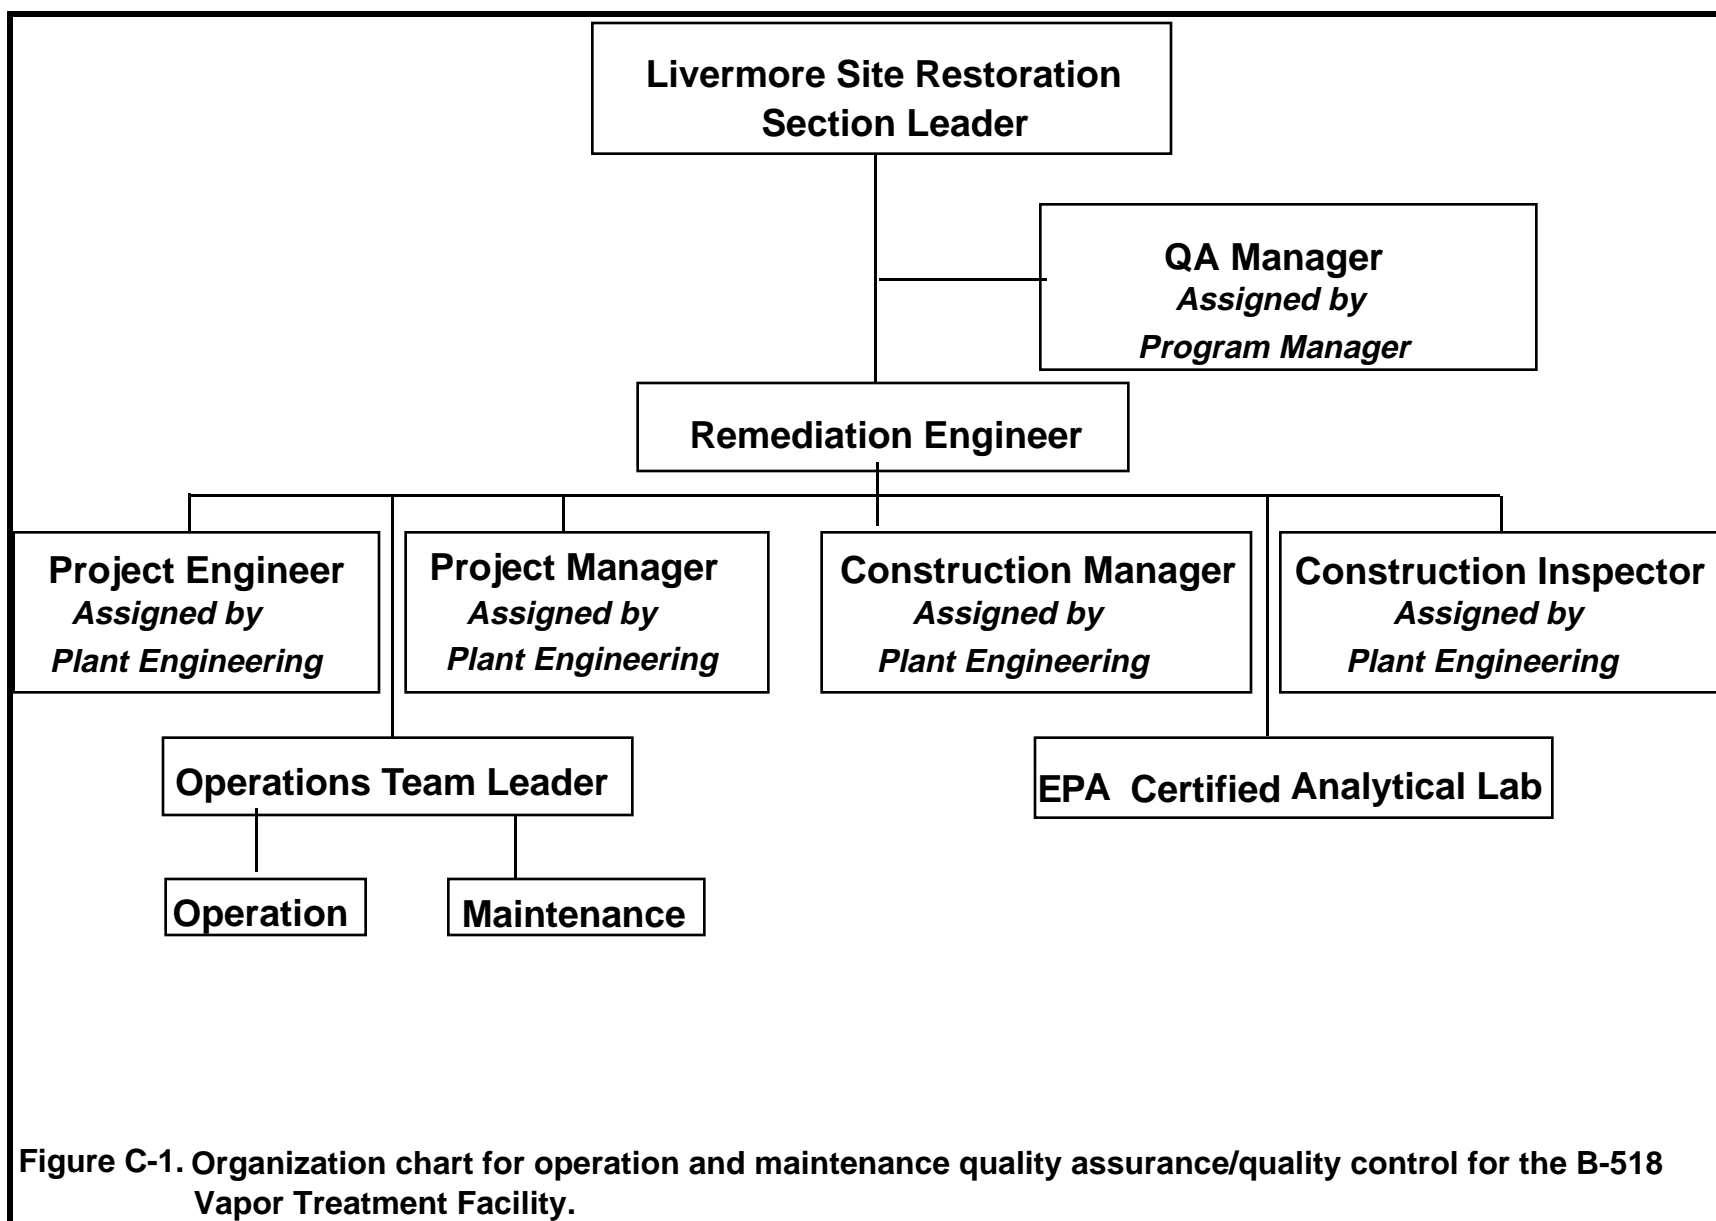 Livermore Site Restoration
Section Leader
QA Manager
Assigned by
Program Manager
Remediation Engineer
Project Engineer
Assigned by
Plant Engineering
Project Manager
Assigned by
Plant Engineering
Construction Manager
Assigned by
Plant Engineering
Construction Inspector
Assigned by
Plant Engineering
Operations Team Leader
EPA Certified Analytical Lab
Operation
Maintenance
Figure C-1. Organization chart for operation and maintenance quality assurance/quality control for the B-518
Vapor Treatment Facility.